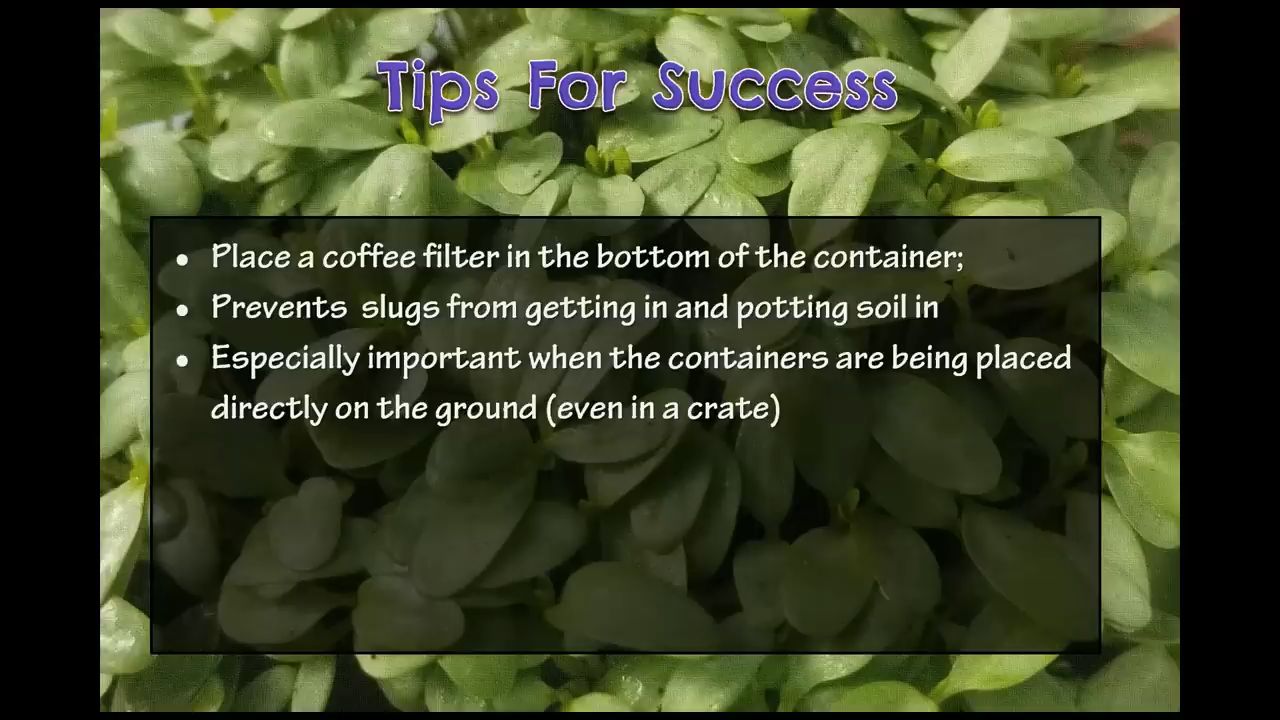 Tips For Success
• Place a coffee filter in the bottom of the container;
• Prevents  slugs from getting in and potting soil in
• Especially important when the containers are being placed
directly on the ground (even in a crate)